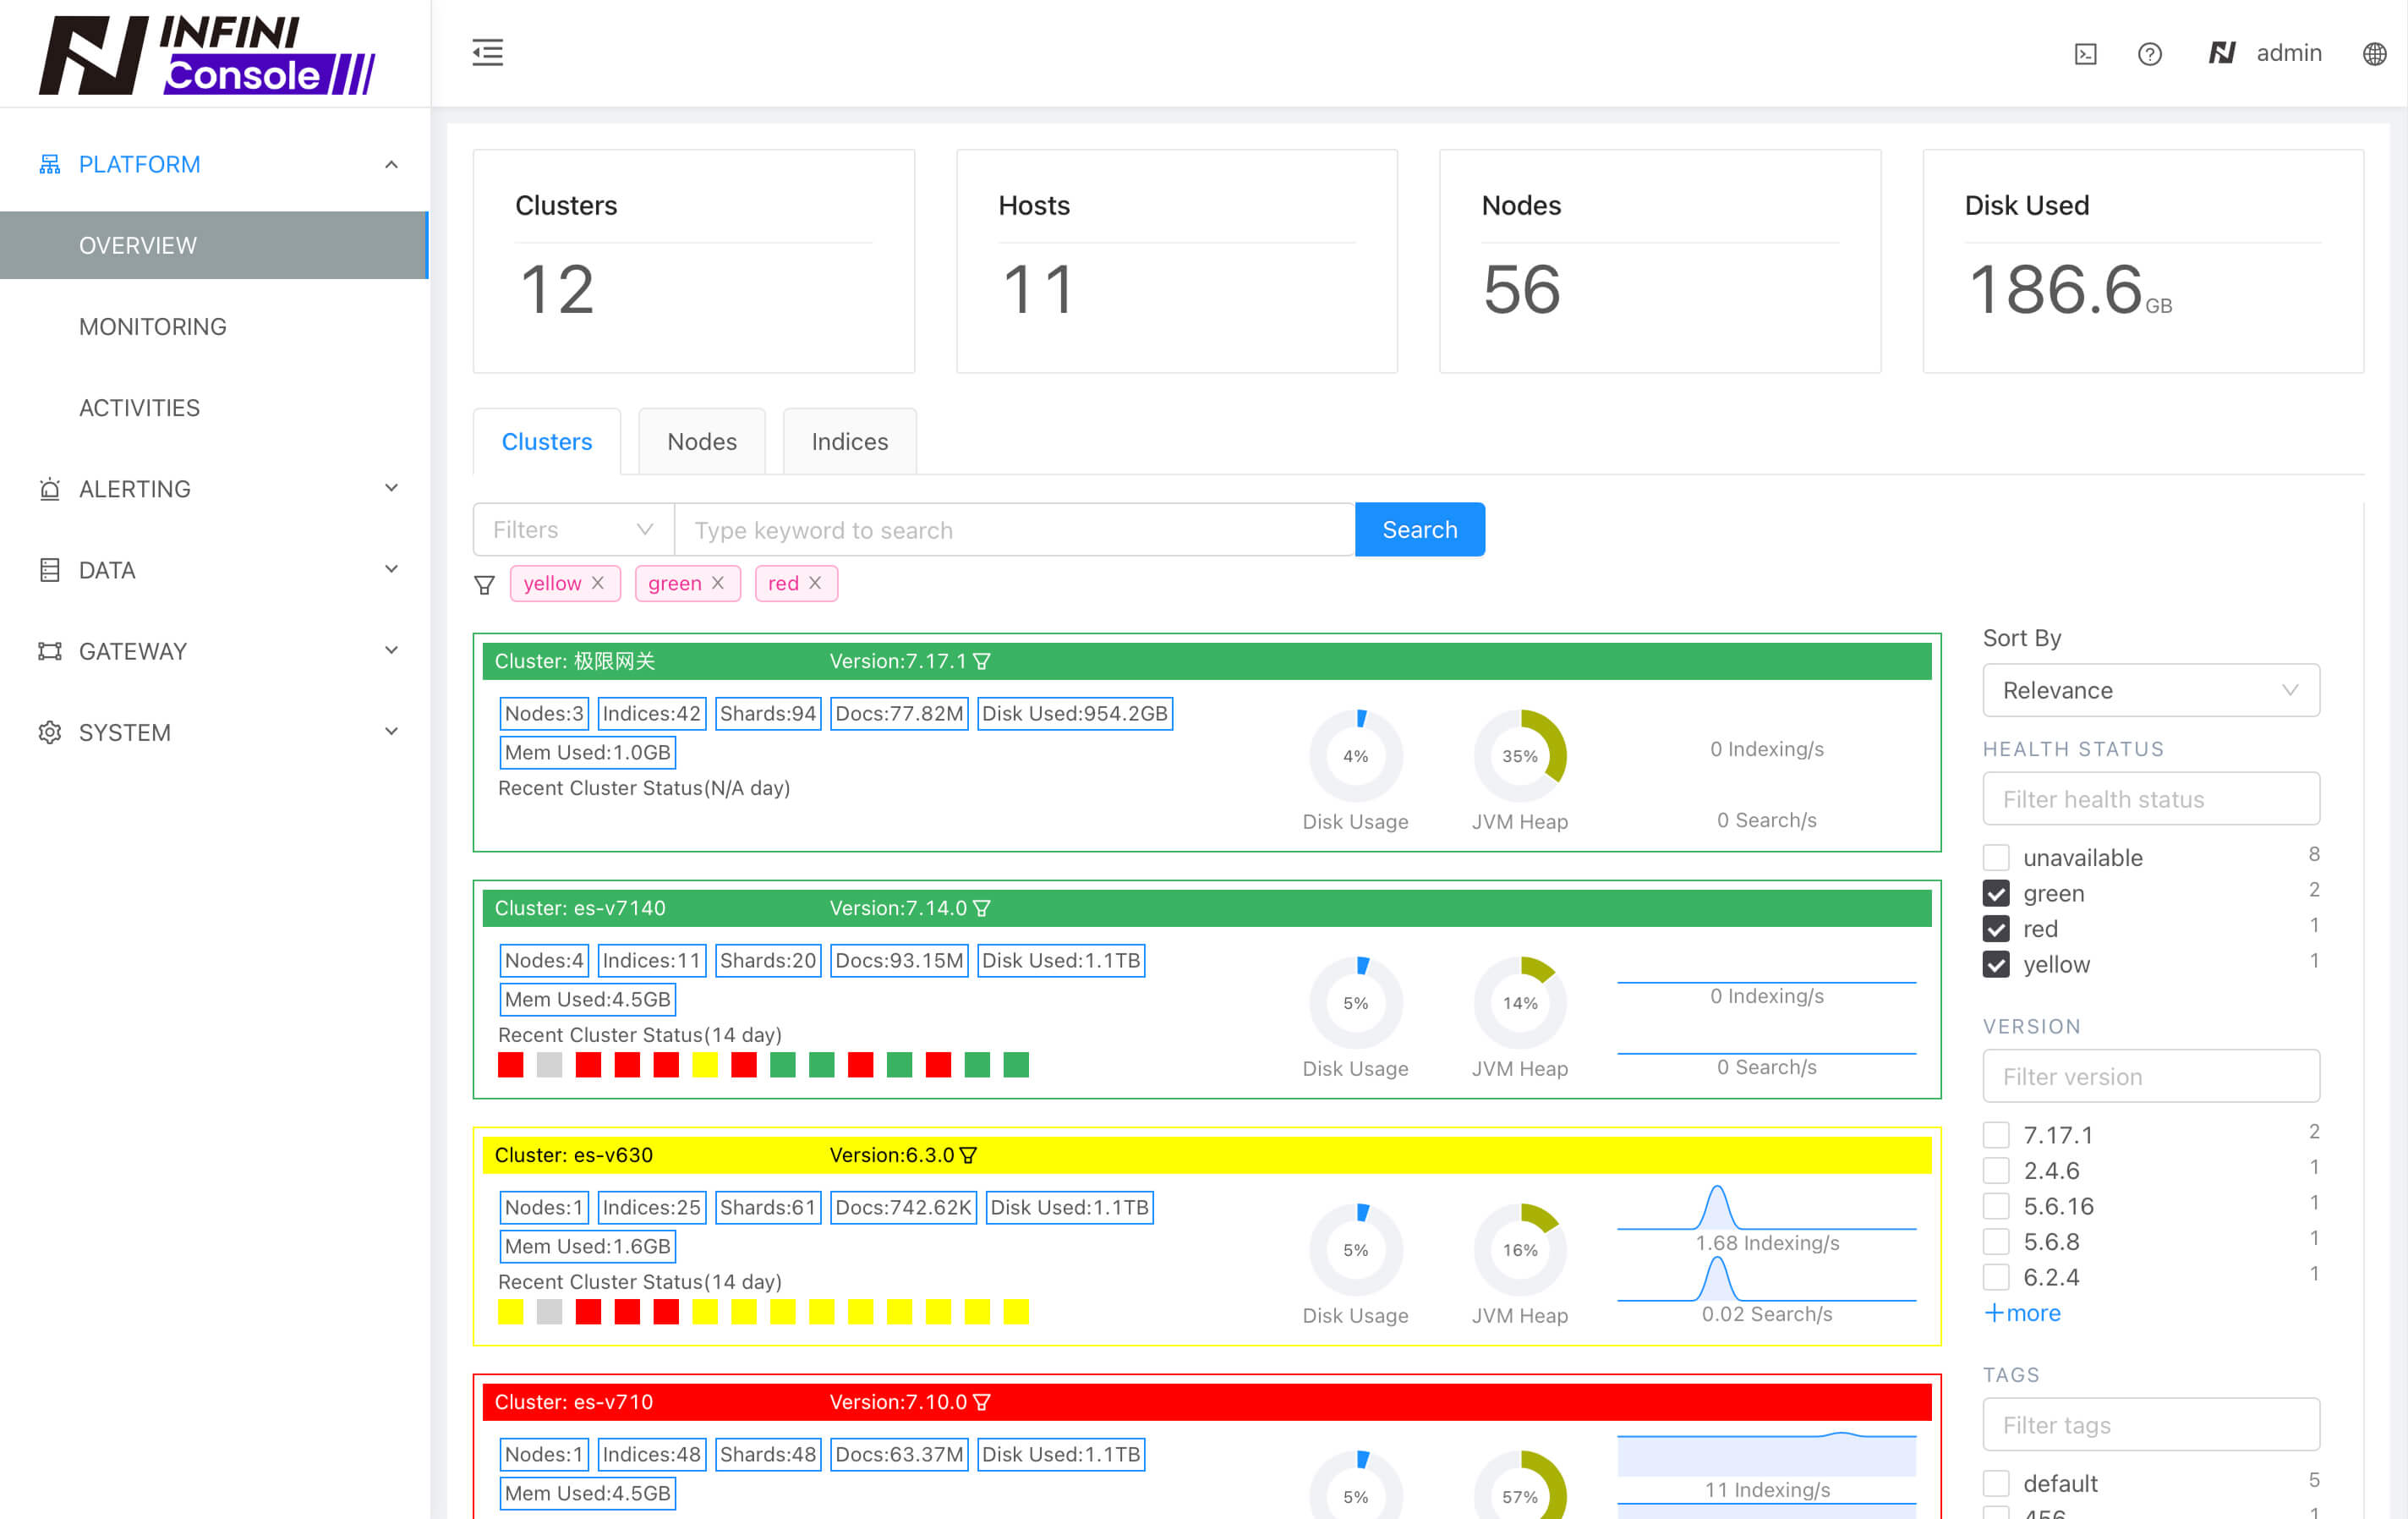 INFINI
Console
admin
PLATFORM
OVERVIEW
MONITORING
ACTIVITIES
ALERTING
DATA
GATEWAY
SYSTEM
Clusters
12
Hosts
11
Nodes
56
Disk Used
186.6GB
Clusters Nodes Indices
Filters Type keyword to search Search
yellow green red
Cluster: 极限网关 Version:7.17.1
Nodes:3 Indices:42 Shards:94 Docs:77.82M Disk Used:954.2GB
Mem Used:1.0GB
Recent Cluster Status(N/A day)
4%
Disk Usage
35%
JVM Heap
0 Indexing/s
0 Search/s
Cluster: es-v7140 Version:7.14.0
Nodes:4 Indices:11 Shards:20 Docs:93.15M Disk Used:1.1TB
Mem Used:4.5GB
Recent Cluster Status(14 day)
5%
Disk Usage
14%
JVM Heap
0 Indexing/s
0 Search/s
Cluster: es-v630 Version:6.3.0
Nodes:1 Indices:25 Shards:61 Docs:742.62K Disk Used:1.1TB
Mem Used:1.6GB
Recent Cluster Status(14 day)
5%
Disk Usage
16%
JVM Heap
1.68 Indexing/s
0.02 Search/s
Cluster: es-v710 Version:7.10.0
Nodes:1 Indices:48 Shards:48 Docs:63.37M Disk Used:1.1TB
Mem Used:4.5GB
5%
57%
11 Indexing/s
Sort By
Relevance
HEALTH STATUS
Filter health status
unavailable 8
green 2
red 1
yellow 1
VERSION
Filter version
7.17.1 2
2.4.6 1
5.6.16 1
5.6.8 1
6.2.4 1
+more
TAGS
Filter tags
default 5
456 1